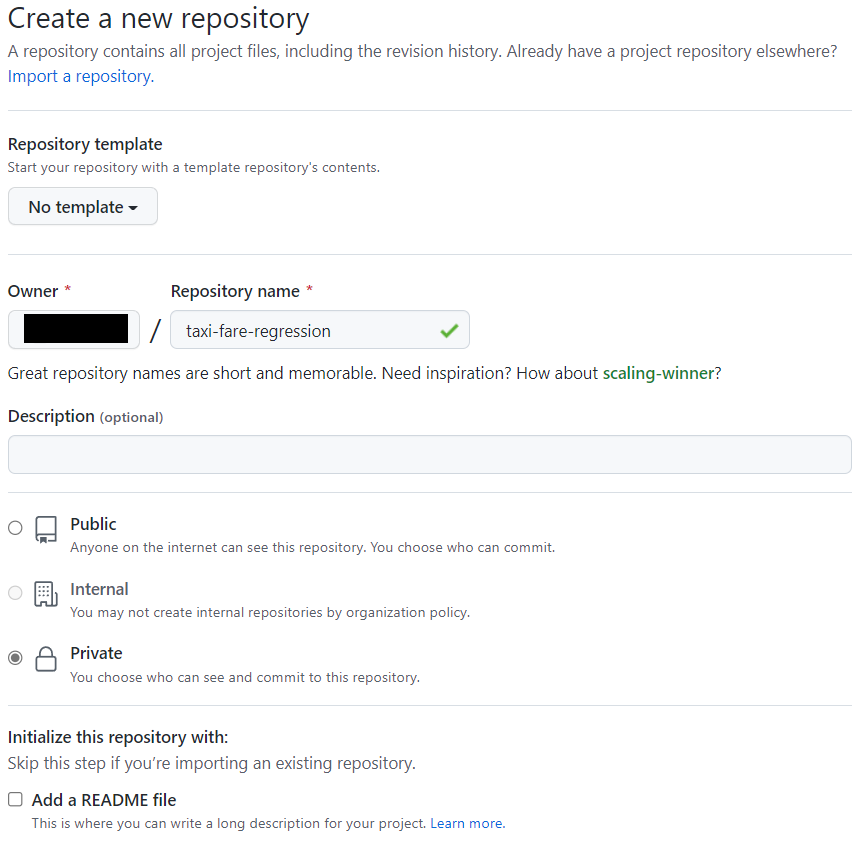 Create a new repository
A repository contains all project files, including the revision history. Already have a project repository elsewhere?
Import a repository.
Repository template
Start your repository with a template repository's contents.
No template
Owner * Repository name *
/ taxi-fare-regression
Great repository names are short and memorable. Need inspiration? How about scaling-winner?
Description (optional)
Public
Anyone on the internet can see this repository. You choose who can commit.
Internal
You may not create internal repositories by organization policy.
Private
You choose who can see and commit to this repository.
Initialize this repository with:
Skip this step if you’re importing an existing repository.
Add a README file
This is where you can write a long description for your project. Learn more.